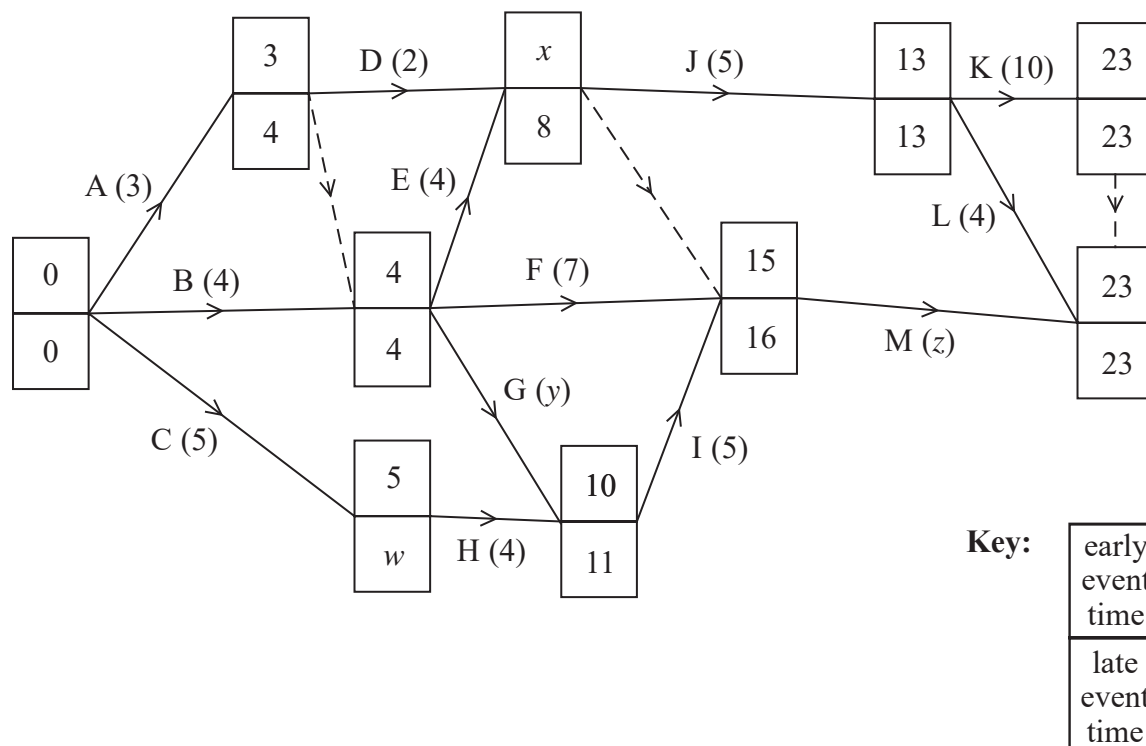 3
4
D (2)
x
8
J (5)
13
13
K (10)
23
23
A (3)
E (4)
L (4)
0
0
B (4)
4
4
F (7)
15
16
M (z)
23
23
C (5)
G (y)
I (5)
5
w
H (4)
10
11
Key:
early
event
time
late
event
time